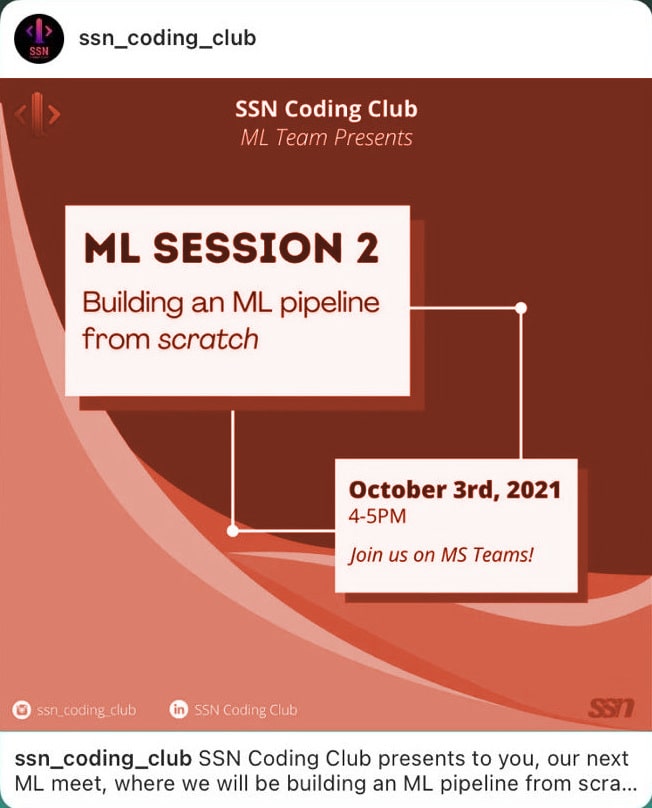 SSN
ssn_coding_club
SSN Coding Club
ML Team Presents
ML SESSION 2
Building an ML pipeline
from scratch
October 3rd, 2021
4-5PM
Join us on MS Teams!
ssn_coding_club
in SSN Coding Club
ssn
ssn_coding_club SSN Coding Club presents to you, our next
ML meet, where we will be building an ML pipeline from scra...